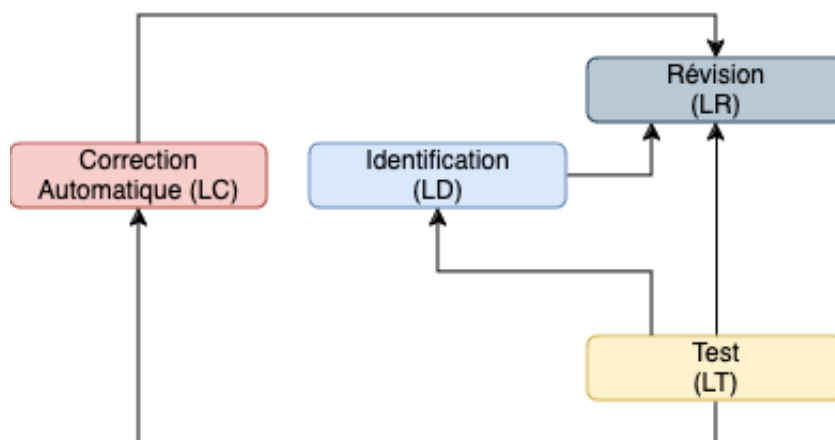 Révision
(LR)
Correction
Automatique (LC)
Identification
(LD)
Test
(LT)